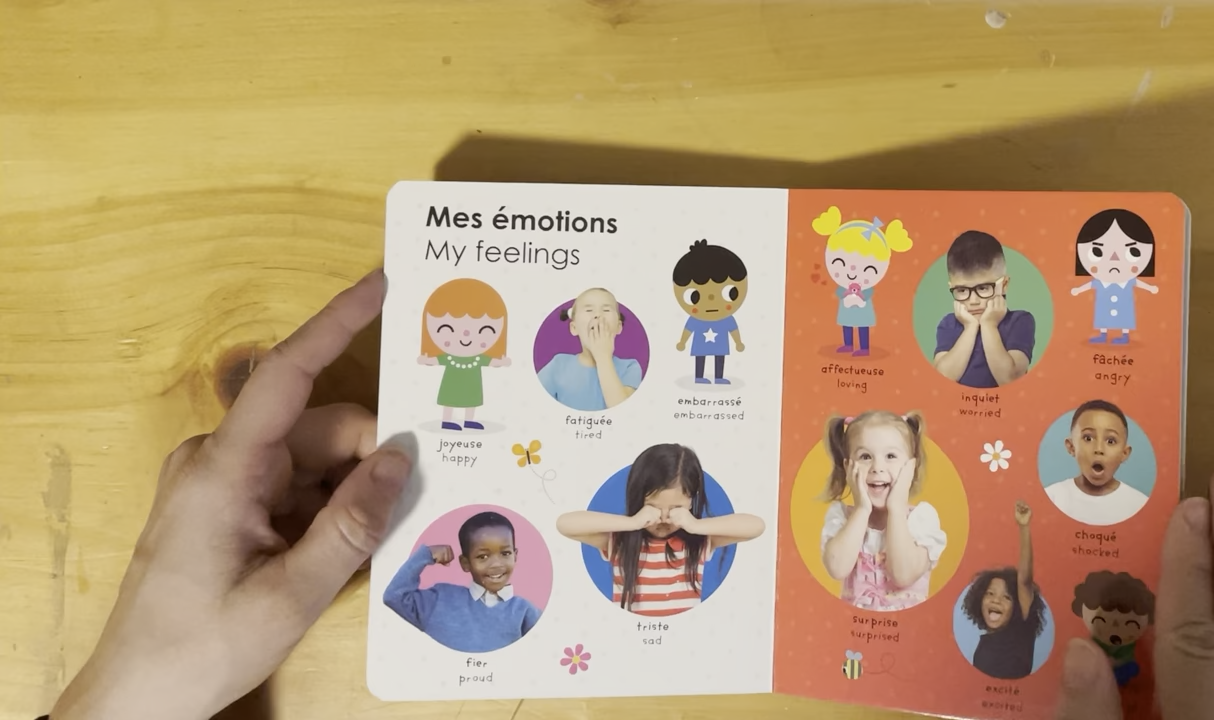 Mes émotions
My feelings
joyeuse
happy
fatiguée
tired
embarrassé
embarrassed
fier
proud
triste
sad
affectueuse
loving
inquiet
worried
fâchée
angry
surprise
surprised
choqué
shocked
excité
excited